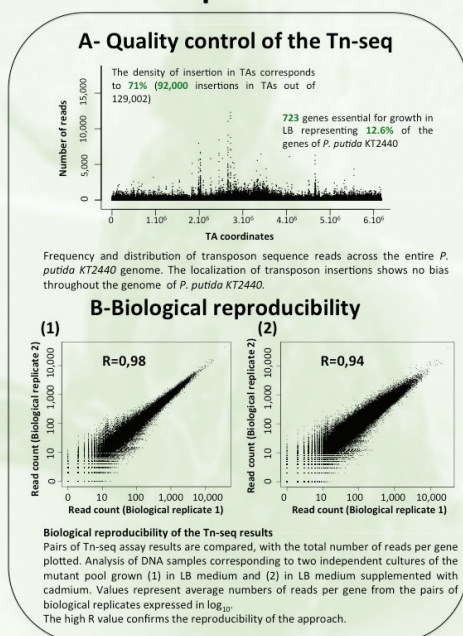 A- Quality control of the Tn-seq
The density of insertion in TAs corresponds
to 71% (92,000 insertions in TAs out of
129,002)
723 genes essential for growth in
LB representing 12.6% of the
genes of P. putida KT2440
Number of reads
15,000
10,000
5,000
0
0 1.10⁶ 2.10⁶ 3.10⁶ 4.10⁶ 5.10⁶ 6.10⁶
TA coordinates
Frequency and distribution of transposon sequence reads across the entire P.
putida KT2440 genome. The localization of transposon insertions shows no bias
throughout the genome of P. putida KT2440.
B-Biological reproducibility
(1)
R=0,98
Read count (Biological replicate 2)
10,000
1,000
100
10
0
0 10 100 1,000 10,000
Read count (Biological replicate 1)
(2)
R=0,94
Read count (Biological replicate 2)
10,000
1,000
100
10
0
0 10 100 1,000 10,000
Read count (Biological replicate 1)
Biological reproducibility of the Tn-seq results
Pairs of Tn-seq assay results are compared, with the total number of reads per gene
plotted. Analysis of DNA samples corresponding to two independent cultures of the
mutant pool grown (1) in LB medium and (2) in LB medium supplemented with
cadmium. Values represent average numbers of reads per gene from the pairs of
biological replicates expressed in log₁₀.
The high R value confirms the reproducibility of the approach.